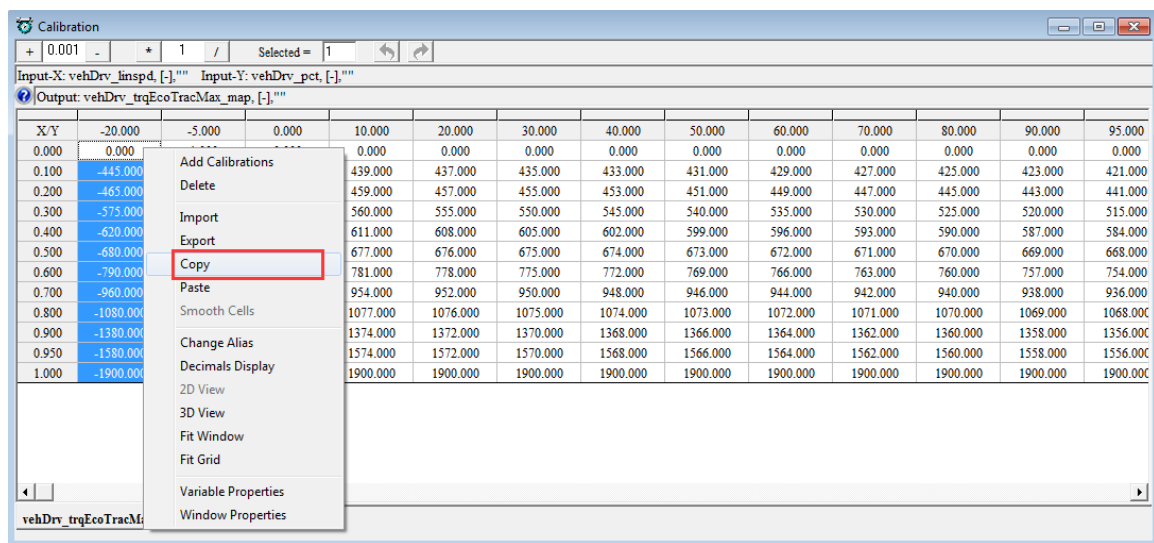 Calibration
+ 0.001 - * 1 / Selected = 1
Input-X: vehDrv_linspd, [-],"" Input-Y: vehDrv_pct, [-],""
Output: vehDrv_trqEcoTracMax_map, [-],""
X/Y -20.000 -5.000 0.000 10.000 20.000 30.000 40.000 50.000 60.000 70.000 80.000 90.000 95.000
0.000 0.000 0.000 0.000 0.000 0.000 0.000 0.000 0.000 0.000 0.000 0.000
0.100 -445.000 439.000 437.000 435.000 433.000 431.000 429.000 427.000 425.000 423.000 421.000
0.200 -465.000 459.000 457.000 455.000 453.000 451.000 449.000 447.000 445.000 443.000 441.000
0.300 -575.000 560.000 555.000 550.000 545.000 540.000 535.000 530.000 525.000 520.000 515.000
0.400 -620.000 611.000 608.000 605.000 602.000 599.000 596.000 593.000 590.000 587.000 584.000
0.500 -680.000 677.000 676.000 675.000 674.000 673.000 672.000 671.000 670.000 669.000 668.000
0.600 -790.000 781.000 778.000 775.000 772.000 769.000 766.000 763.000 760.000 757.000 754.000
0.700 -960.000 954.000 952.000 950.000 948.000 946.000 944.000 942.000 940.000 938.000 936.000
0.800 -1080.000 1077.000 1076.000 1075.000 1074.000 1073.000 1072.000 1071.000 1070.000 1069.000 1068.000
0.900 -1380.000 1374.000 1372.000 1370.000 1368.000 1366.000 1364.000 1362.000 1360.000 1358.000 1356.000
0.950 -1580.000 1574.000 1572.000 1570.000 1568.000 1566.000 1564.000 1562.000 1560.000 1558.000 1556.000
1.000 -1900.000 1900.000 1900.000 1900.000 1900.000 1900.000 1900.000 1900.000 1900.000 1900.000 1900.000
Add Calibrations
Delete
Import
Export
Copy
Paste
Smooth Cells
Change Alias
Decimals Display
2D View
3D View
Fit Window
Fit Grid
Variable Properties
Window Properties
vehDrv_trqEcoTracM